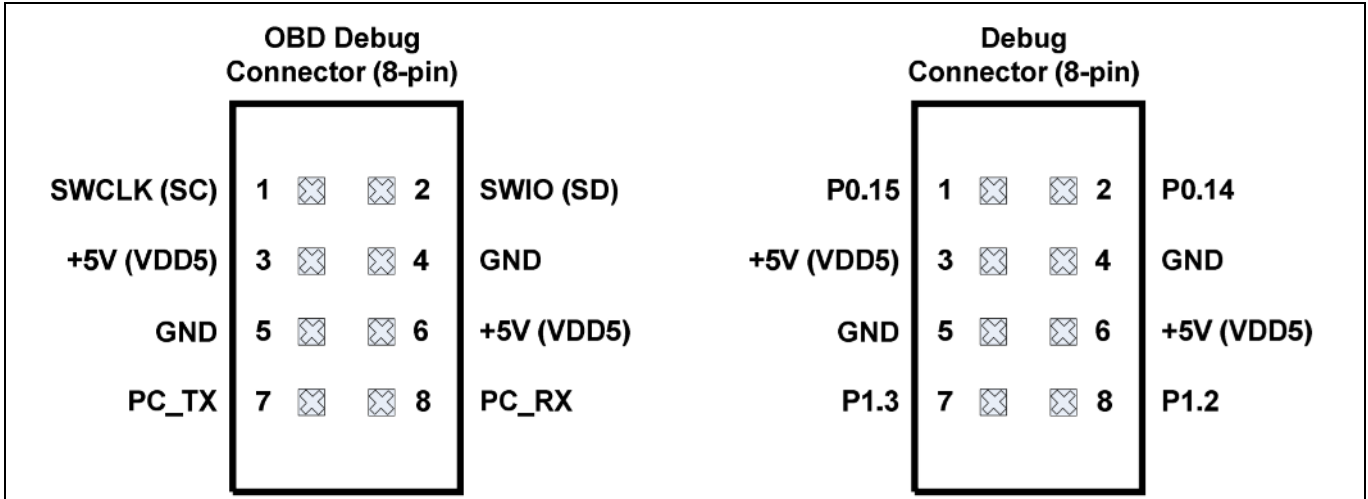 OBD Debug
Connector (8-pin)
SWCLK (SC) 1 2 SWIO (SD)
+5V (VDD5) 3 4 GND
GND 5 6 +5V (VDD5)
PC_TX 7 8 PC_RX
Debug
Connector (8-pin)
P0.15 1 2 P0.14
+5V (VDD5) 3 4 GND
GND 5 6 +5V (VDD5)
P1.3 7 8 P1.2